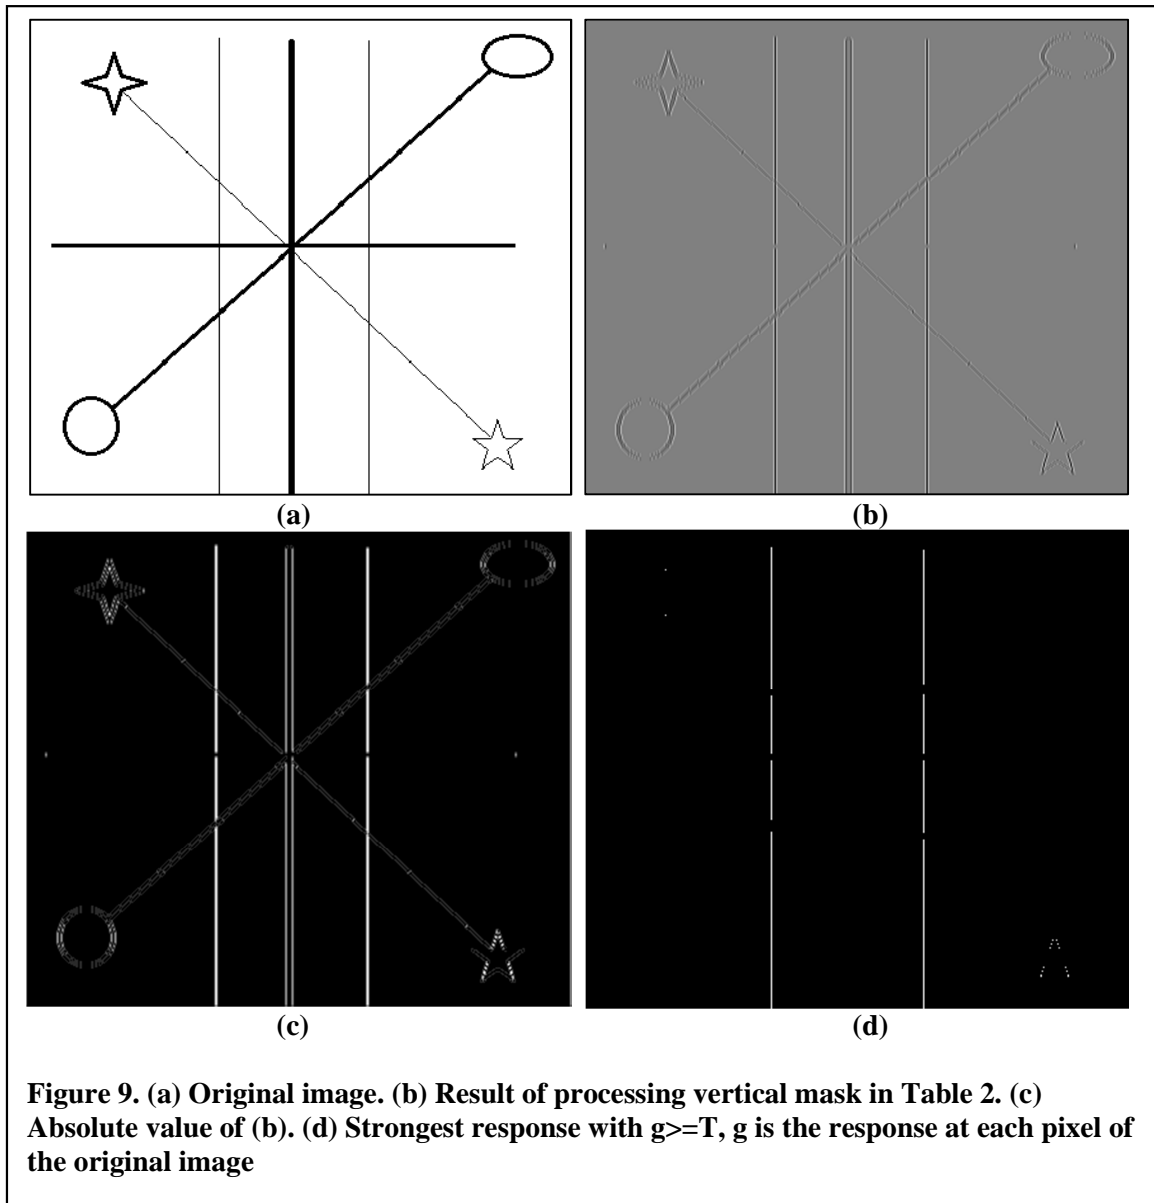 (a)
(b)
(c)
(d)
Figure 9. (a) Original image. (b) Result of processing vertical mask in Table 2. (c)
Absolute value of (b). (d) Strongest response with g>=T, g is the response at each pixel of
the original image